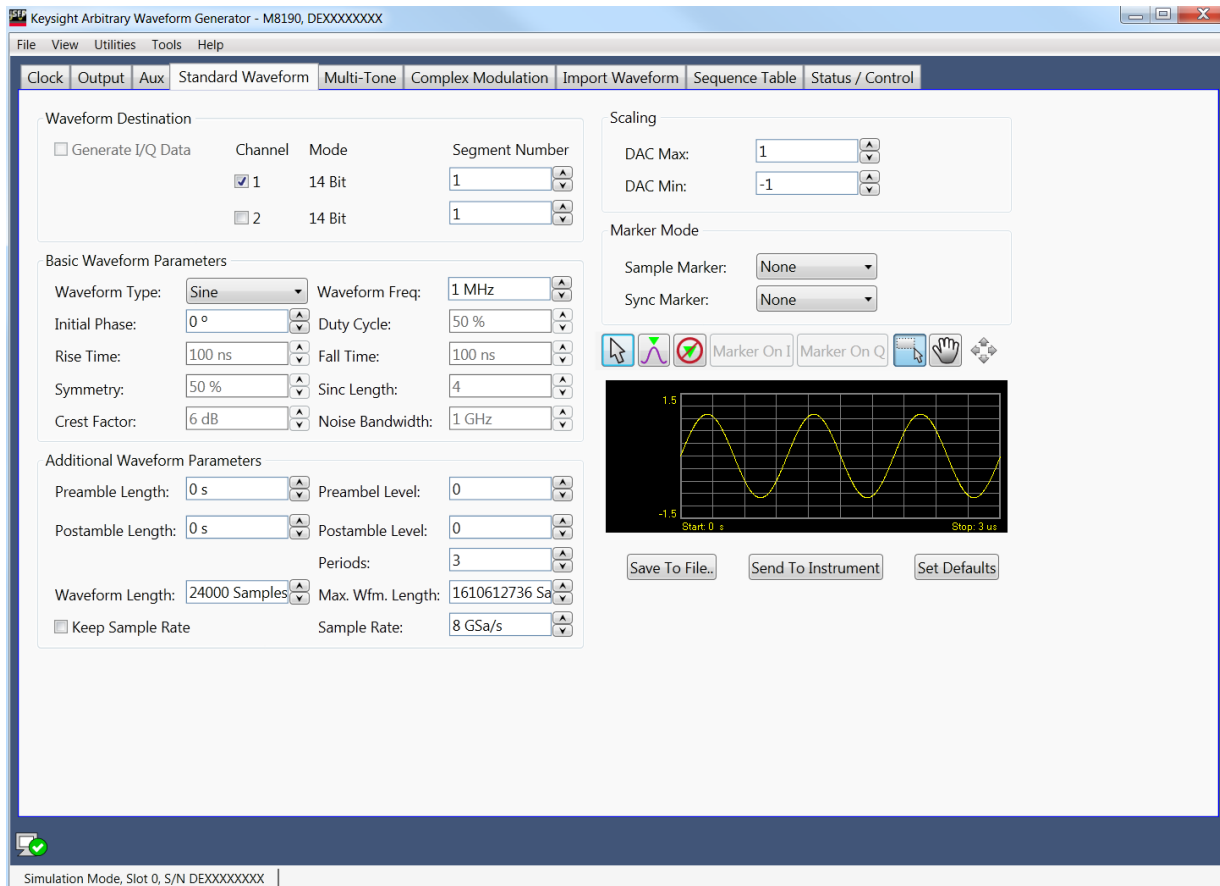 Keysight Arbitrary Waveform Generator - M8190, DEXXXXXXXX
File View Utilities Tools Help
Clock Output Aux Standard Waveform Multi-Tone Complex Modulation Import Waveform Sequence Table Status / Control
Waveform Destination
Generate I/Q Data Channel Mode Segment Number
1 14 Bit 1
2 14 Bit 1
Basic Waveform Parameters
Waveform Type: Sine Waveform Freq: 1 MHz
Initial Phase: 0 º Duty Cycle: 50 %
Rise Time: 100 ns Fall Time: 100 ns
Symmetry: 50 % Sinc Length: 4
Crest Factor: 6 dB Noise Bandwidth: 1 GHz
Additional Waveform Parameters
Preamble Length: 0 s Preambel Level: 0
Postamble Length: 0 s Postamble Level: 0
Periods: 3
Waveform Length: 24000 Samples Max. Wfm. Length: 1610612736 Sa
Keep Sample Rate Sample Rate: 8 GSa/s
Scaling
DAC Max: 1
DAC Min: -1
Marker Mode
Sample Marker: None
Sync Marker: None
Marker On I Marker On Q
1.5
-1.5
Start: 0 s Stop: 3 us
Save To File.. Send To Instrument Set Defaults
Simulation Mode, Slot 0, S/N DEXXXXXXXX